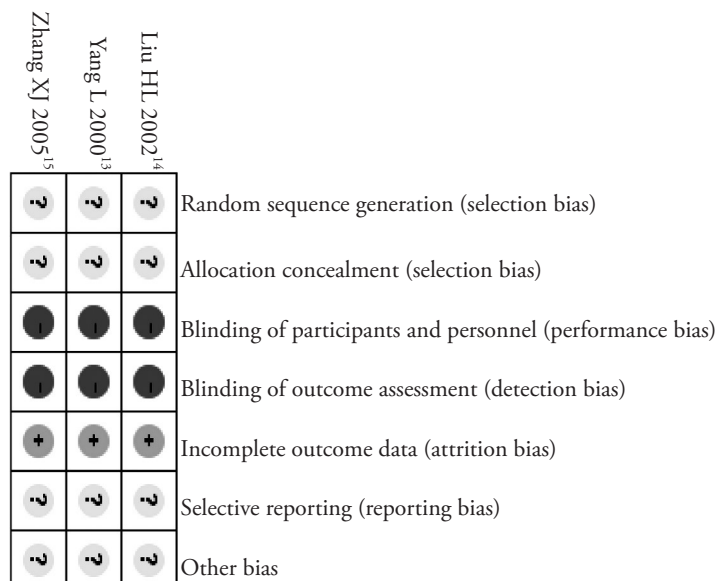 Zhang XJ 2005¹⁵
Yang L 2000¹³
Liu HL 2002¹⁴
? ? ? Random sequence generation (selection bias)
? ? ? Allocation concealment (selection bias)
– – – Blinding of participants and personnel (performance bias)
– – – Blinding of outcome assessment (detection bias)
+ + + Incomplete outcome data (attrition bias)
? ? ? Selective reporting (reporting bias)
? ? ? Other bias